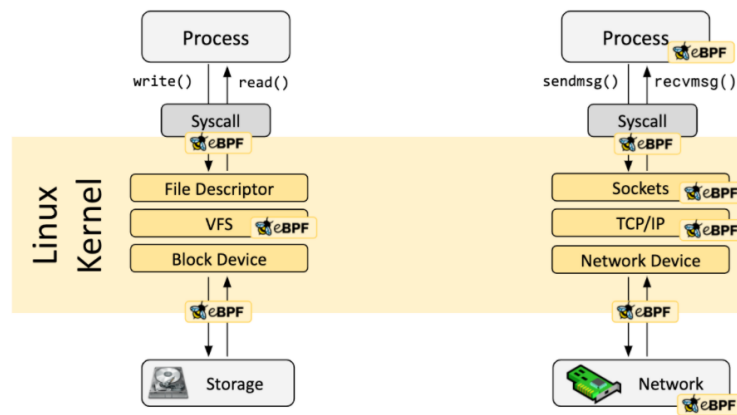 Process
write()
read()
Syscall
eBPF
File Descriptor
VFS
eBPF
Block Device
eBPF
Storage
Linux
Kernel
Process
eBPF
sendmsg()
recvmsg()
Syscall
eBPF
Sockets
eBPF
TCP/IP
eBPF
Network Device
eBPF
Network
eBPF